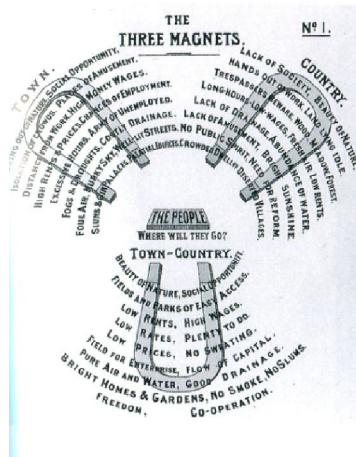 THE
THREE MAGNETS.
Nº 1.
TOWN.
ING OUT OF NATURE. SOCIAL OPPORTUNITY.
ISOLATION OF CROWDS. PLACES OF AMUSEMENT.
DISTANCE FROM WORK. HIGH MONEY WAGES.
HIGH RENTS & PRICES. CHANCES OF EMPLOYMENT.
EXCESSIVE HOURS. ARMY OF UNEMPLOYED.
FOGS AND DROUGHTS. COSTLY DRAINAGE.
FOUL AIR. MURKY SKY. WELL-LIT STREETS.
SLUMS & GIN PALACES. PALATIAL EDIFICES.
COUNTRY.
LACK OF SOCIETY. BEAUTY OF NATURE.
HANDS OUT OF WORK. LAND LYING IDLE.
TRESPASSERS BEWARE. WOOD, MEADOW, FOREST.
LONG HOURS-LOW WAGES. FRESH AIR. LOW RENTS.
LACK OF DRAINAGE. ABUNDANCE OF WATER.
LACK OF AMUSEMENT. BRIGHT SUNSHINE.
NO PUBLIC SPIRIT. NEED FOR REFORM.
CROWDED DWELLINGS. DESERTED VILLAGES.
THE PEOPLE
WHERE WILL THEY GO?
TOWN-COUNTRY.
BEAUTY OF NATURE, SOCIAL OPPORTUNITY.
FIELDS AND PARKS OF EASY ACCESS.
LOW RENTS, HIGH WAGES.
LOW RATES, PLENTY TO DO.
LOW PRICES, NO SWEATING.
FIELD FOR ENTERPRISE, FLOW OF CAPITAL.
PURE AIR AND WATER, GOOD DRAINAGE.
BRIGHT HOMES & GARDENS, NO SMOKE, NO SLUMS.
FREEDOM. CO-OPERATION.